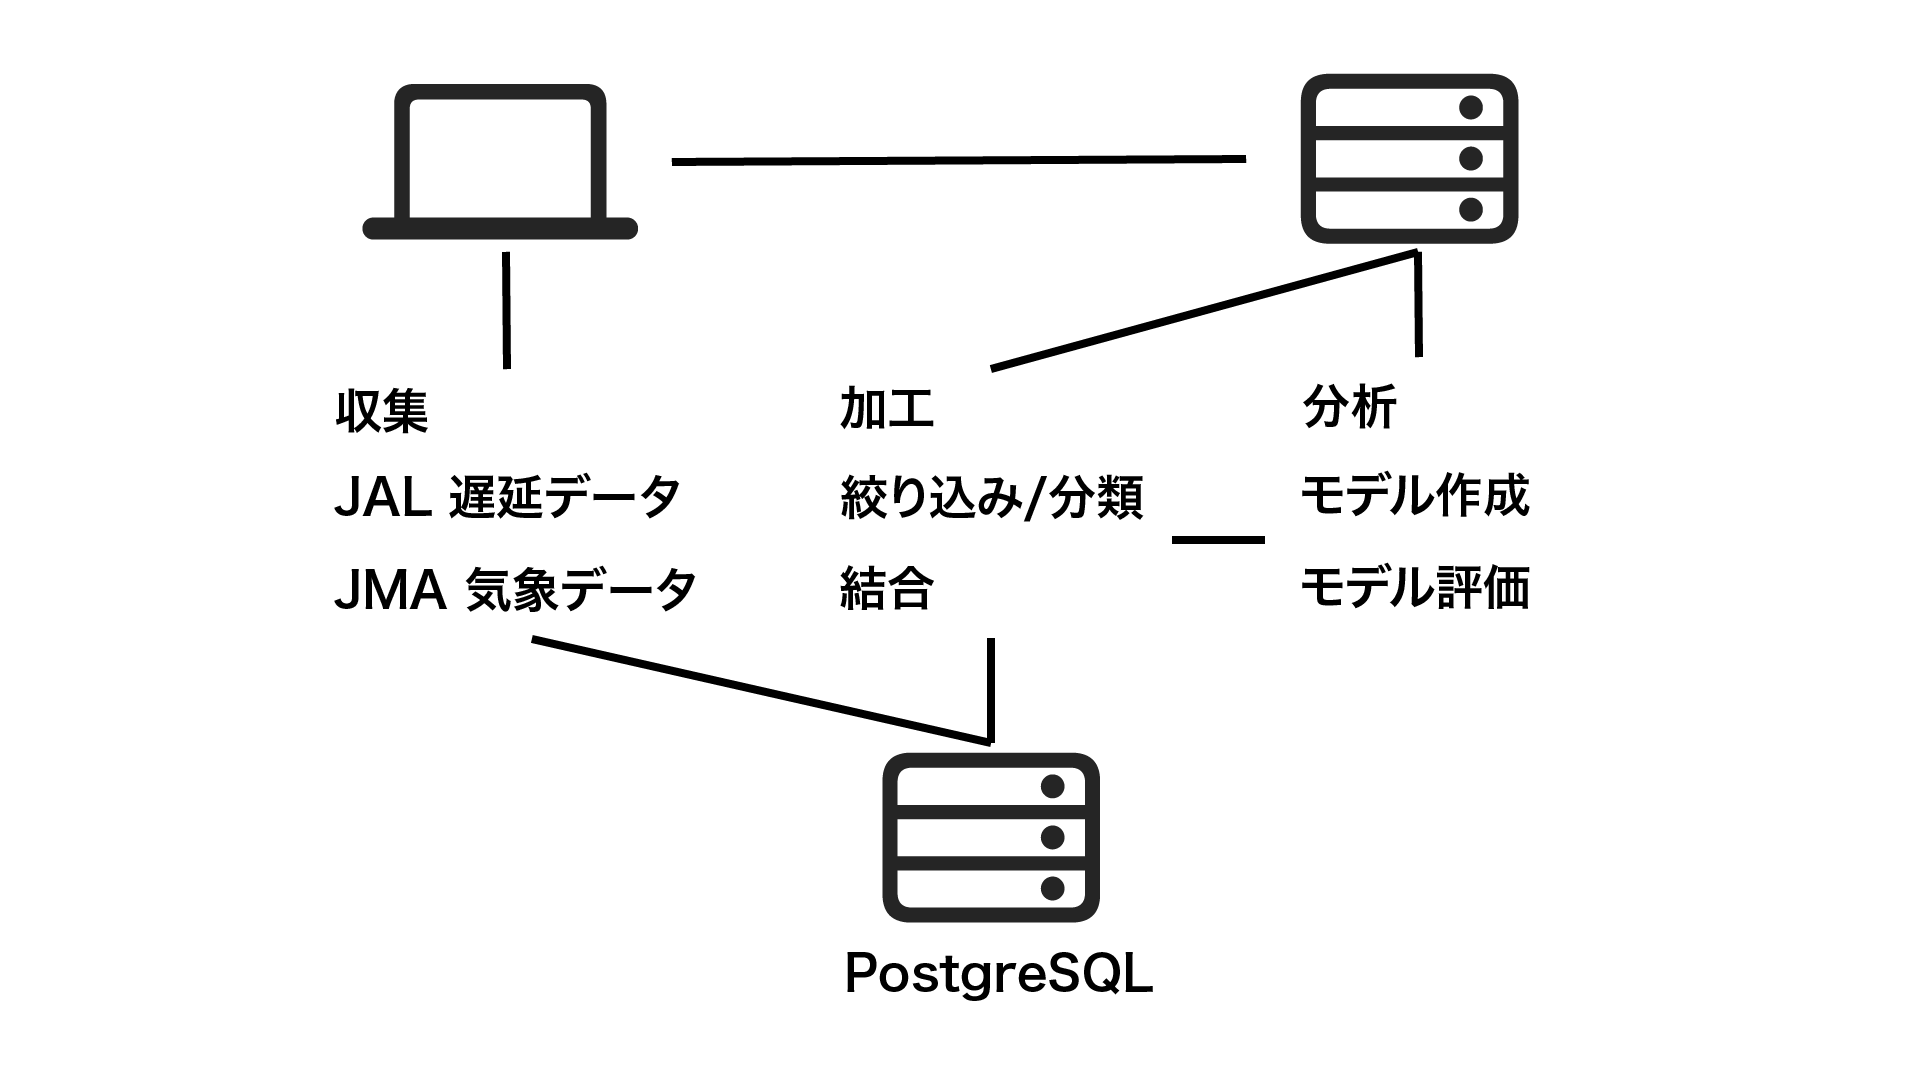 収集
JAL 遅延データ
JMA 気象データ
加工
絞り込み/分類
結合
分析
モデル作成
モデル評価
PostgreSQL